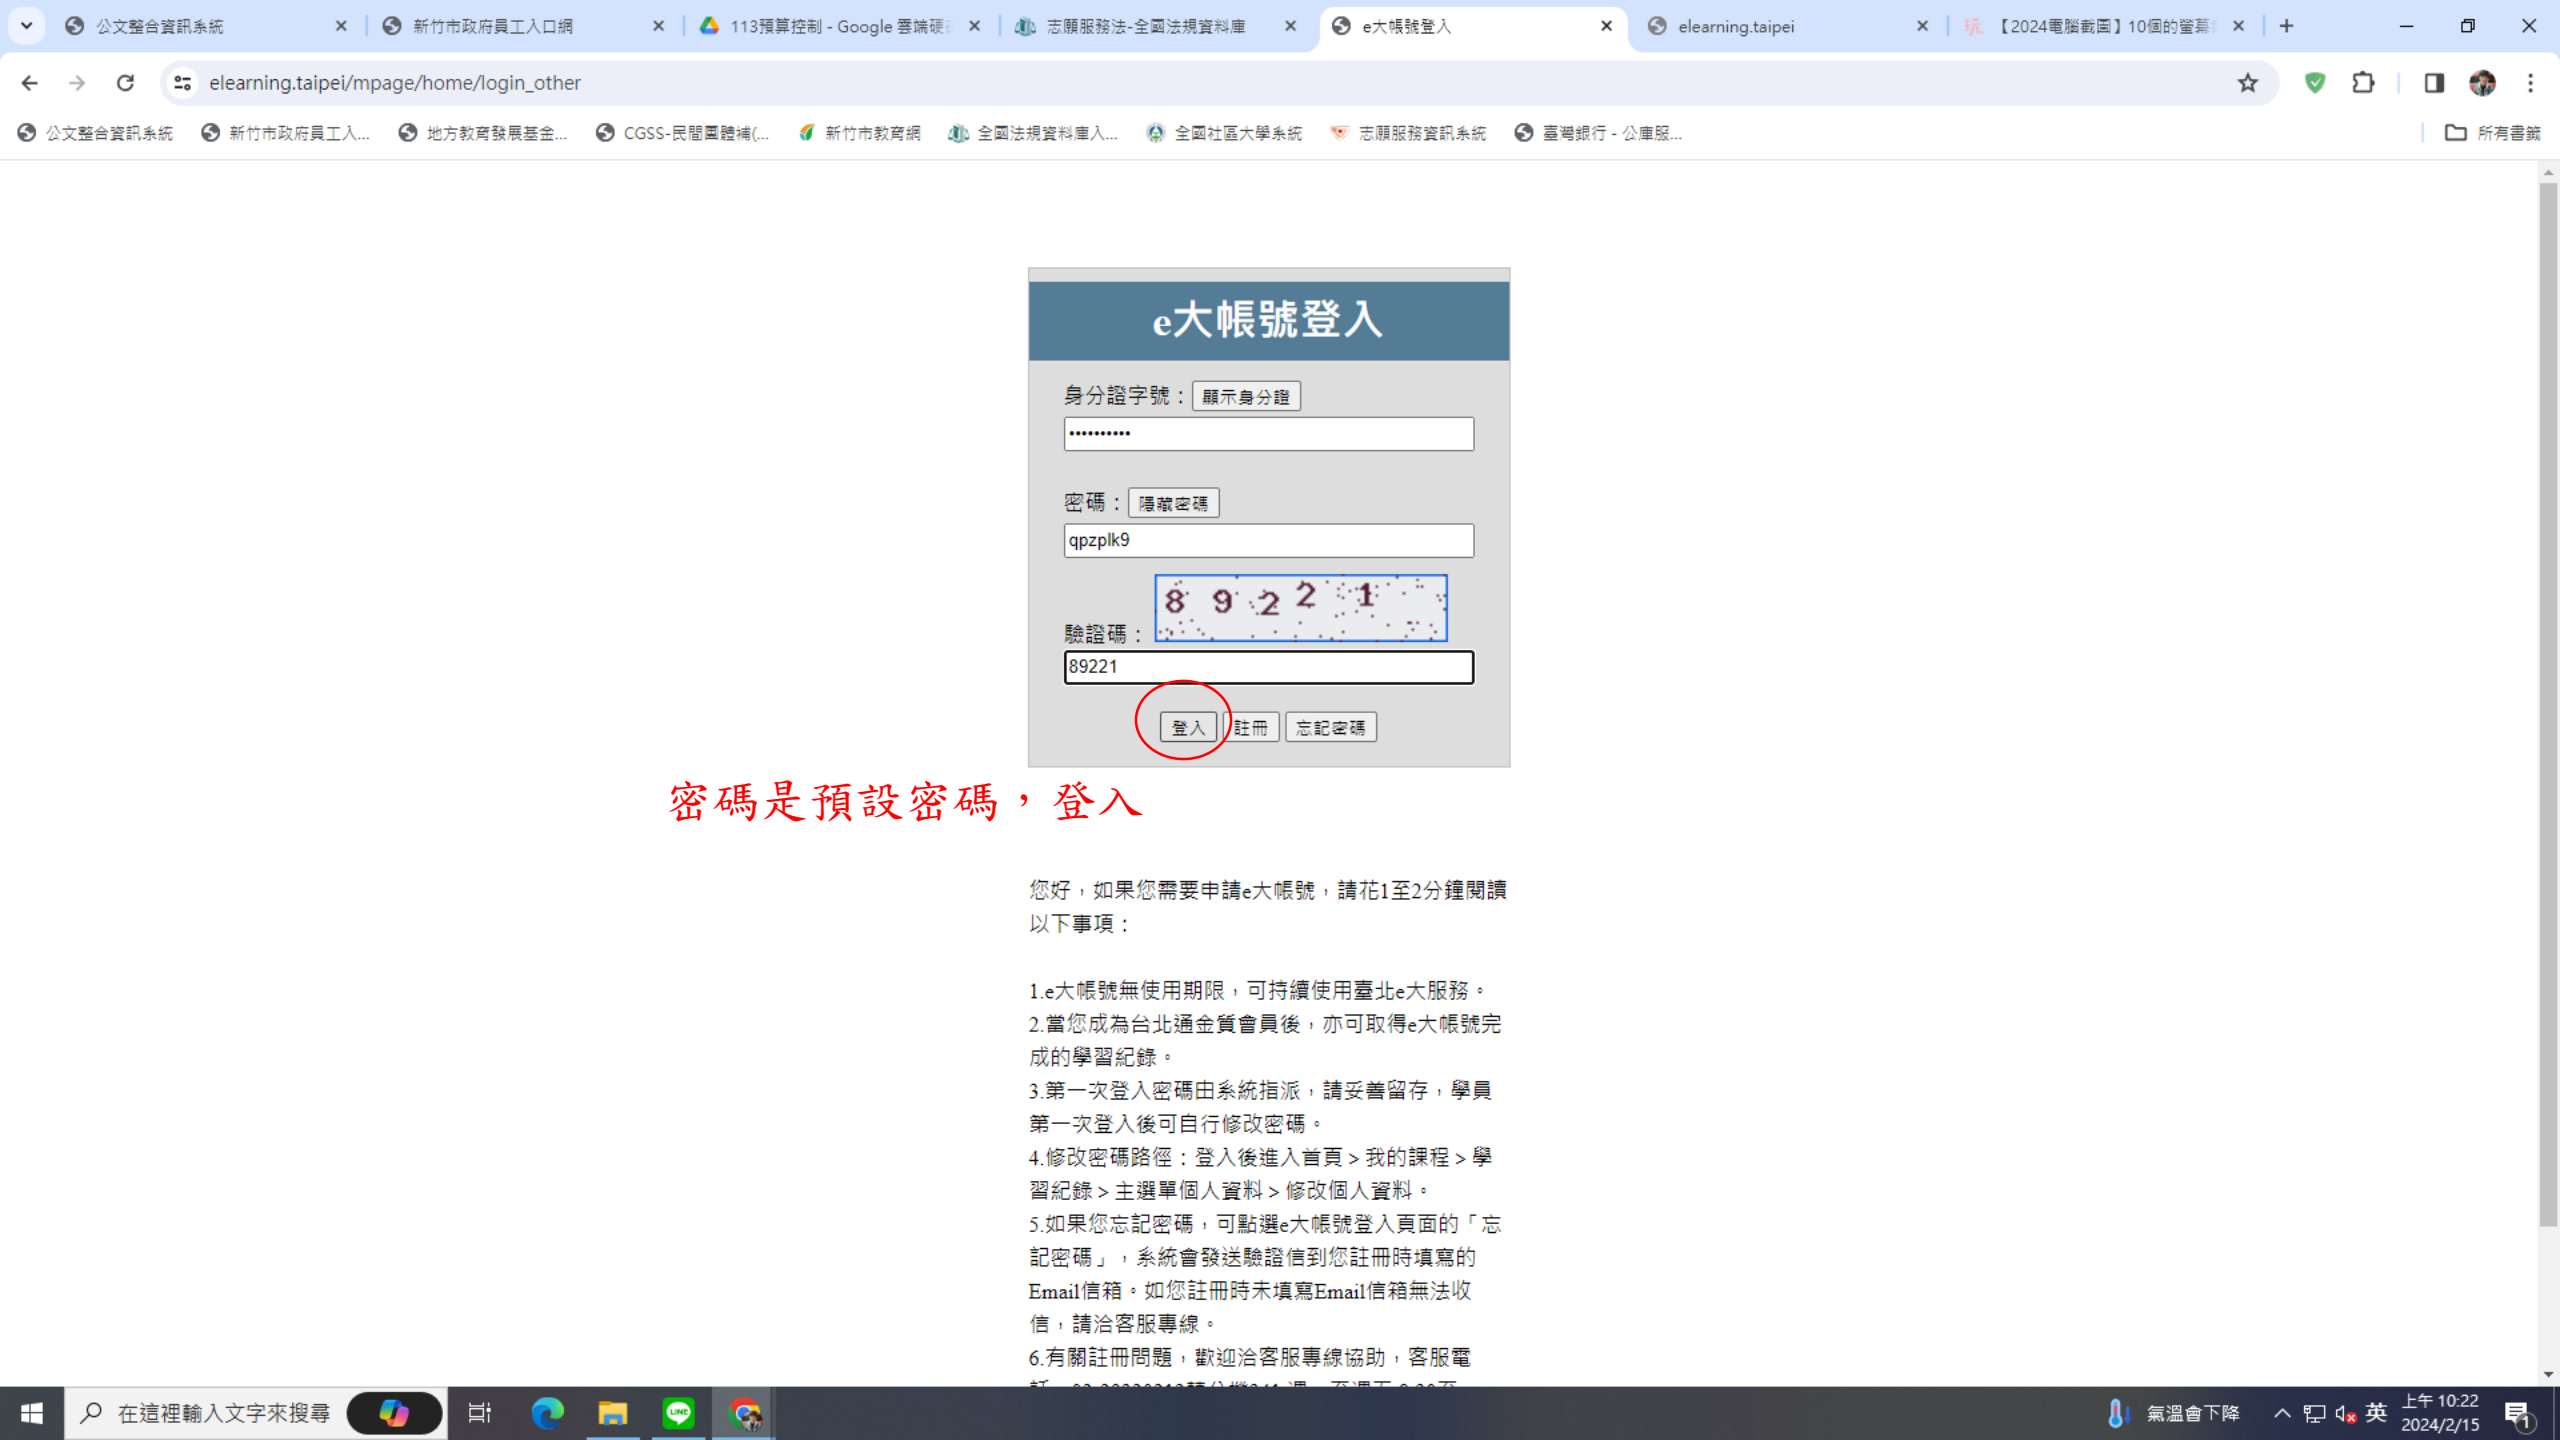 公文整合資訊系統
新竹市政府員工入口網
113預算控制 - Google 雲端硬
志願服務法-全國法規資料庫
e大帳號登入
elearning.taipei
【2024電腦截圖】10個的螢幕
elearning.taipei/mpage/home/login_other
公文整合資訊系統
新竹市政府員工入...
地方教育發展基金...
CGSS-民間團體補(...
新竹市教育網
全國法規資料庫入...
全國社區大學系統
志願服務資訊系統
臺灣銀行 - 公庫服...
所有書籤
e大帳號登入
身分證字號：顯示身分證
••••••••••
密碼：隱藏密碼
qpzplk9
8 9 2 2 1
驗證碼：
89221
登入 註冊 忘記密碼
密碼是預設密碼，登入
您好，如果您需要申請e大帳號，請花1至2分鐘閱讀
以下事項：
1.e大帳號無使用期限，可持續使用臺北e大服務。
2.當您成為台北通金質會員後，亦可取得e大帳號完
成的學習紀錄。
3.第一次登入密碼由系統指派，請妥善留存，學員
第一次登入後可自行修改密碼。
4.修改密碼路徑：登入後進入首頁 > 我的課程 > 學
習紀錄 > 主選單個人資料 > 修改個人資料。
5.如果您忘記密碼，可點選e大帳號登入頁面的「忘
記密碼」，系統會發送驗證信到您註冊時填寫的
Email信箱。如您註冊時未填寫Email信箱無法收
信，請洽客服專線。
6.有關註冊問題，歡迎洽客服專線協助，客服電
在這裡輸入文字來搜尋
LINE
氣溫會下降
英
上午 10:22
2024/2/15
1